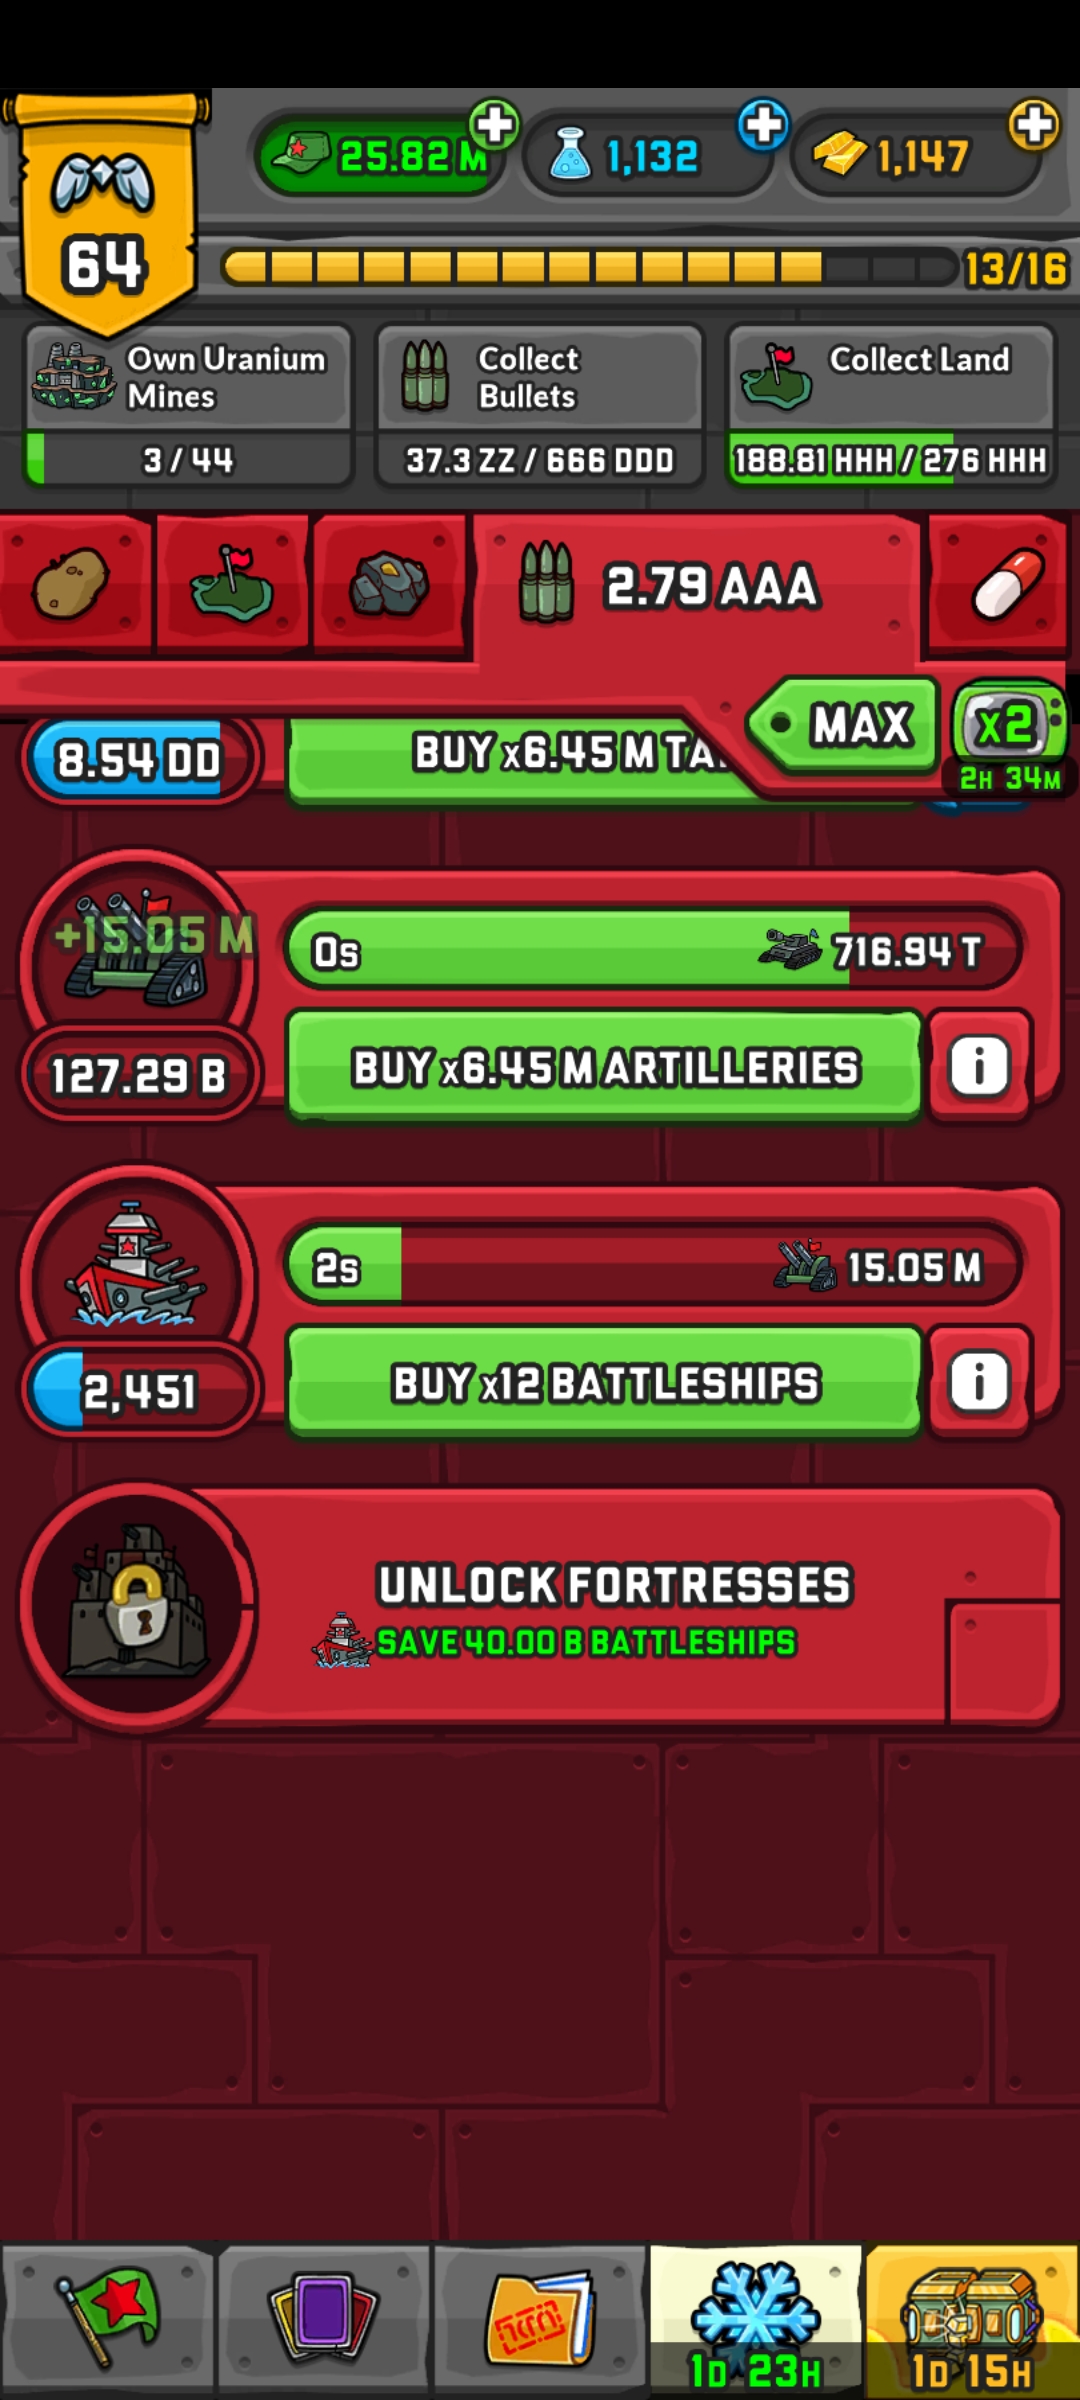 25.82 M
1,132
1,147
64
13/16
Own Uranium
Mines
3 / 44
Collect
Bullets
37.3 ZZ / 666 DDD
Collect Land
188.81 HHH / 276 HHH
2.79 AAA
MAX
X2
2H 34M
8.54 DD
BUY x6.45 M TA
+15.05 M
0s
716.94 T
127.29 B
BUY x6.45 M ARTILLERIES
i
2s
15.05 M
2,451
BUY x12 BATTLESHIPS
i
UNLOCK FORTRESSES
SAVE 40.00 B BATTLESHIPS
1D 23H
1D 15H